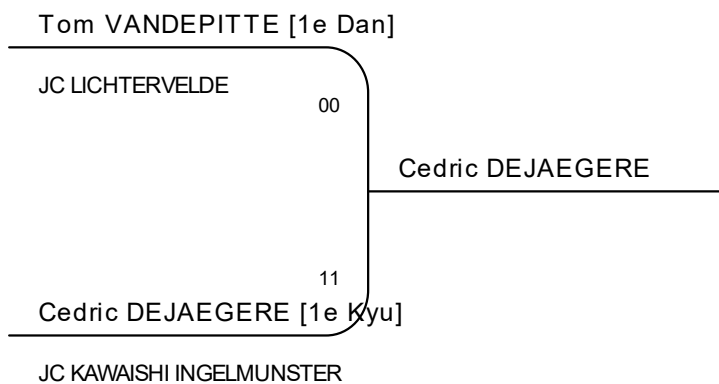 Tom VANDEPITTE [1e Dan]
JC LICHTERVELDE
00
Cedric DEJAEGERE
11
Cedric DEJAEGERE [1e Kyu]
JC KAWAISHI INGELMUNSTER